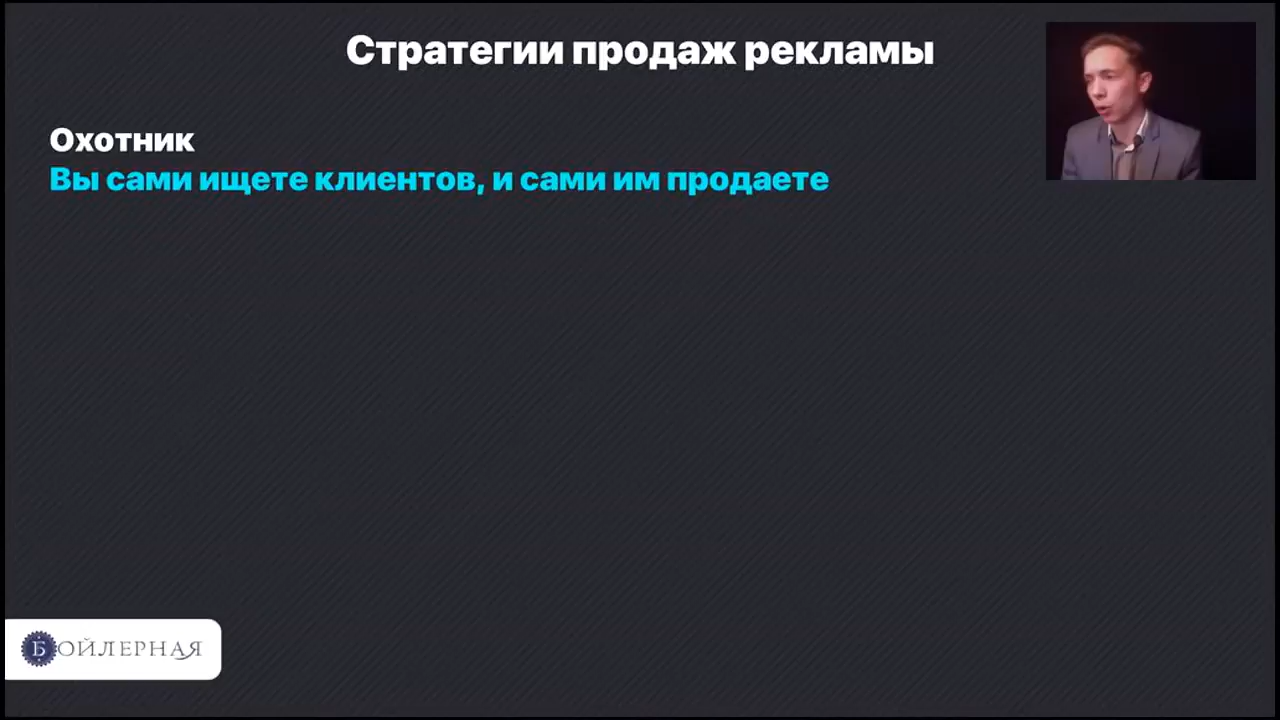 Стратегии продаж рекламы
Охотник
Вы сами ищете клиентов, и сами им продаете
БОЙЛЕРНАЯ